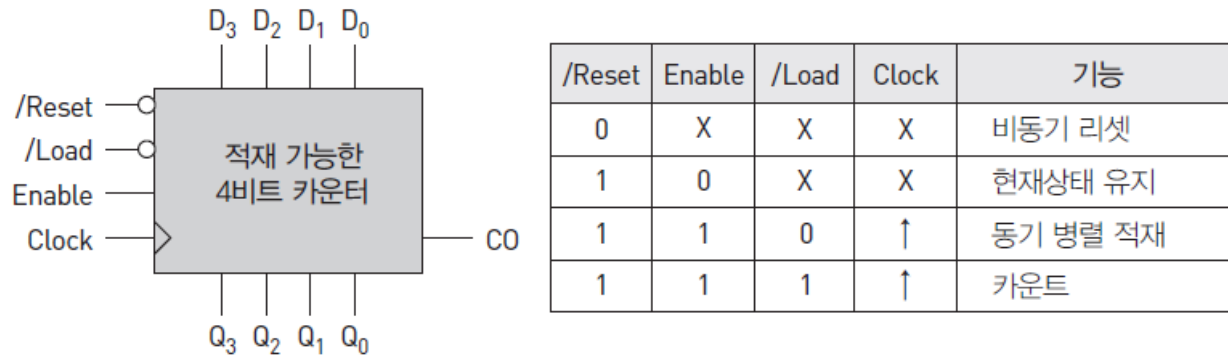 D3 D2 D1 D0
/Reset
/Load
Enable
Clock
적재 가능한
4비트 카운터
CO
Q3 Q2 Q1 Q0
/Reset Enable /Load Clock 기능
0 X X X 비동기 리셋
1 0 X X 현재상태 유지
1 1 0 ↑ 동기 병렬 적재
1 1 1 ↑ 카운트